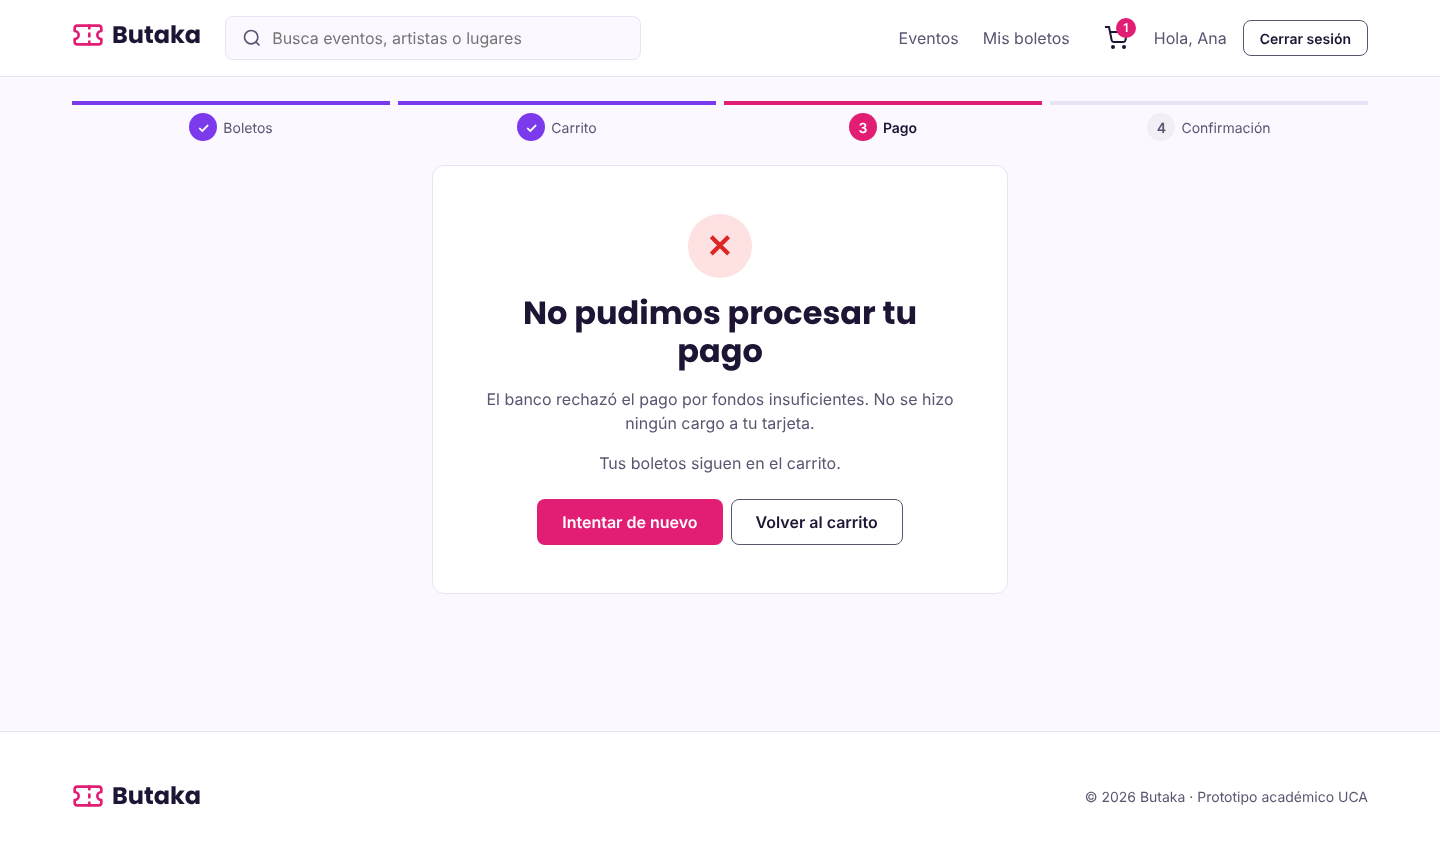 Butaka
Busca eventos, artistas o lugares
Eventos
Mis boletos
1
Hola, Ana
Cerrar sesión
Boletos
Carrito
3 Pago
4 Confirmación
No pudimos procesar tu
pago
El banco rechazó el pago por fondos insuficientes. No se hizo
ningún cargo a tu tarjeta.
Tus boletos siguen en el carrito.
Intentar de nuevo
Volver al carrito
Butaka
© 2026 Butaka · Prototipo académico UCA